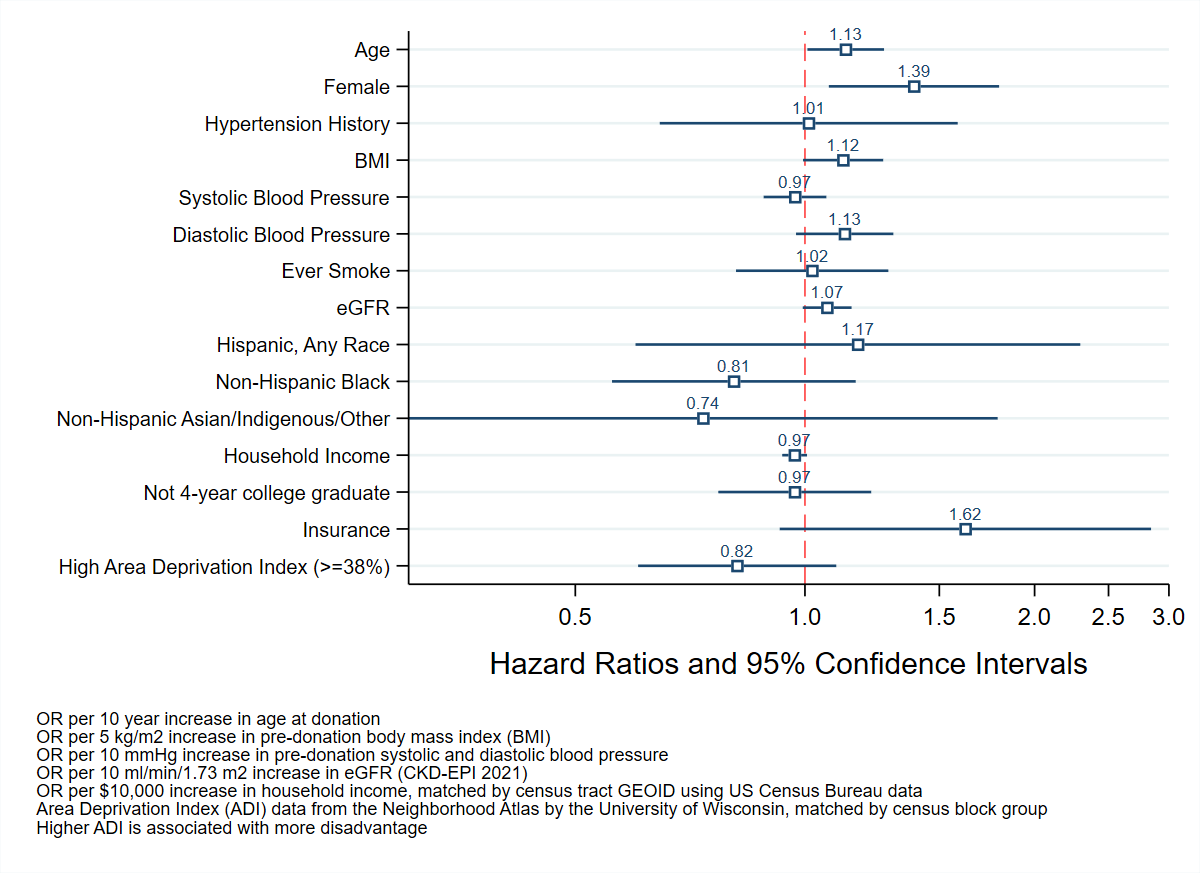 Age 1.13
Female 1.39
Hypertension History 1.01
BMI 1.12
Systolic Blood Pressure 0.97
Diastolic Blood Pressure 1.13
Ever Smoke 1.02
eGFR 1.07
Hispanic, Any Race 1.17
Non-Hispanic Black 0.81
Non-Hispanic Asian/Indigenous/Other 0.74
Household Income 0.97
Not 4-year college graduate 0.97
Insurance 1.62
High Area Deprivation Index (>=38%) 0.82
0.5 1.0 1.5 2.0 2.5 3.0
Hazard Ratios and 95% Confidence Intervals
OR per 10 year increase in age at donation
OR per 5 kg/m2 increase in pre-donation body mass index (BMI)
OR per 10 mmHg increase in pre-donation systolic and diastolic blood pressure
OR per 10 ml/min/1.73 m2 increase in eGFR (CKD-EPI 2021)
OR per $10,000 increase in household income, matched by census tract GEOID using US Census Bureau data
Area Deprivation Index (ADI) data from the Neighborhood Atlas by the University of Wisconsin, matched by census block group
Higher ADI is associated with more disadvantage